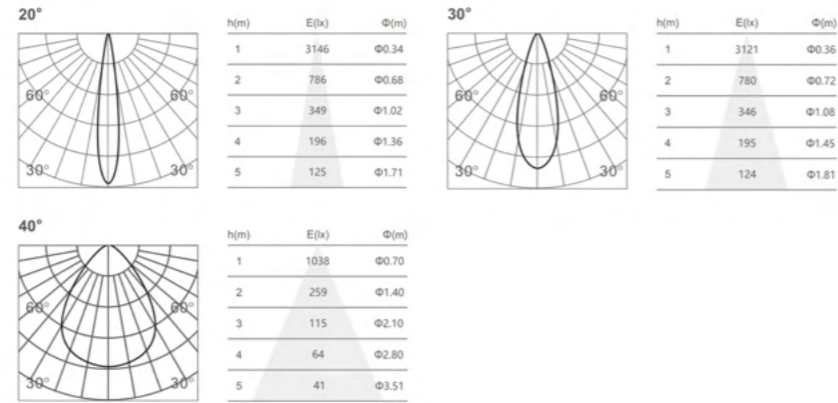 20°
60° 60°
30° 30°
h(m) E(lx) Φ(m)
1 3146 Φ0.34
2 786 Φ0.68
3 349 Φ1.02
4 196 Φ1.36
5 125 Φ1.71
30°
60° 60°
30° 30°
h(m) E(lx) Φ(m)
1 3121 Φ0.36
2 780 Φ0.72
3 346 Φ1.08
4 195 Φ1.45
5 124 Φ1.81
40°
60° 60°
30° 30°
h(m) E(lx) Φ(m)
1 1038 Φ0.70
2 259 Φ1.40
3 115 Φ2.10
4 64 Φ2.80
5 41 Φ3.51